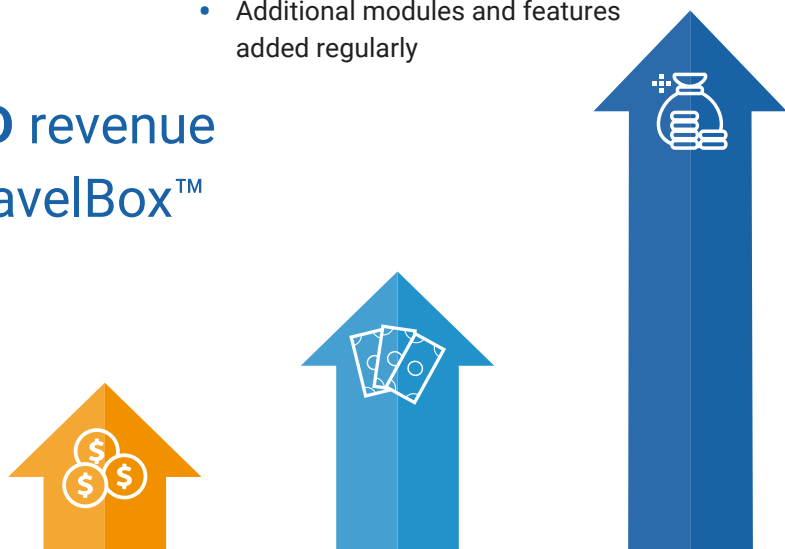 • Additional modules and features
added regularly
revenue
avelBox™
$
$
$